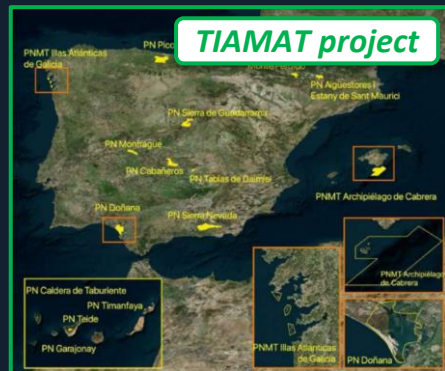 TIAMAT project
PN Pico
PNMT Illas Atlánticas
de Galicia
PN Aigüestores I
Estany de Sant Maurici
PN Sierra de Guadarrama
PN Monfragüe
PN Cabañeros
PN Tablas de Daimiel
PNMT Archipiélago de Cabrera
PN Doñana
PN Sierra Nevada
PN Caldera de Taburiente
PN Timanfaya
PN Teide
PN Garajonay
PNMT Illas Atlánticas
de Galicia
PNMT Archipiélago
de Cabrera
PN Doñana